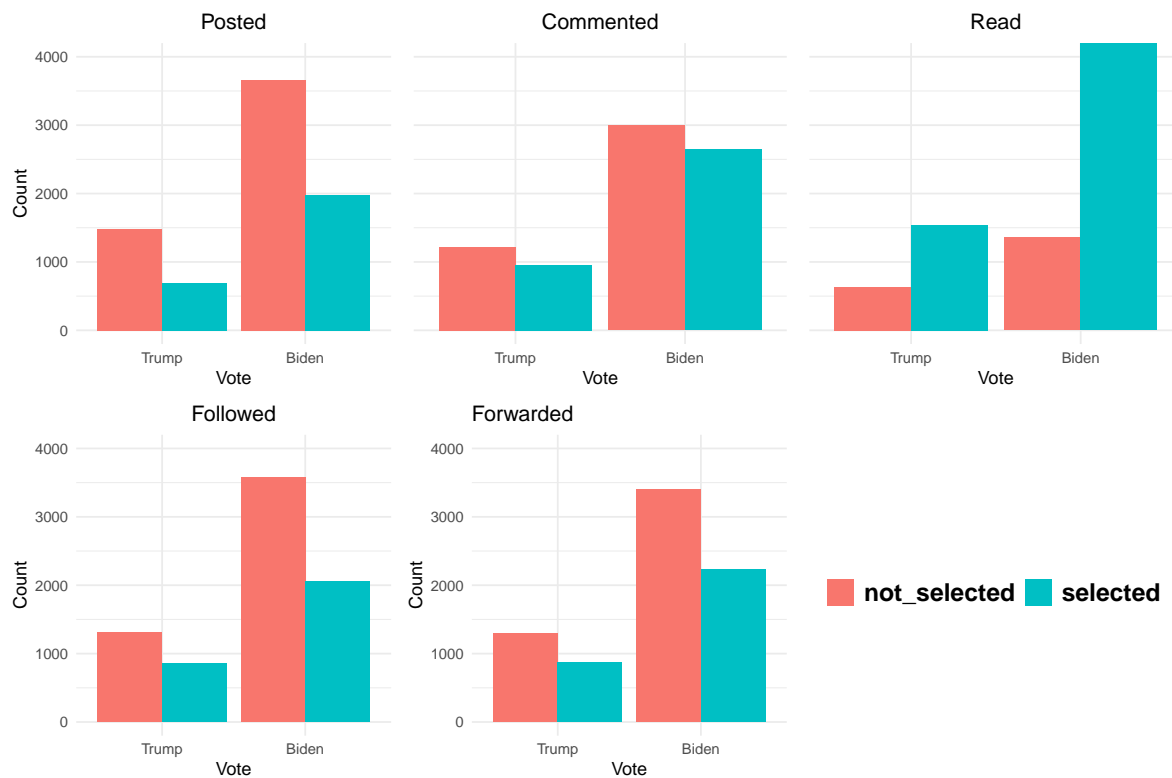 Posted
Commented
Read
4000
3000
2000
1000
0
Count
Trump
Biden
Vote
Trump
Biden
Vote
Trump
Biden
Vote
Followed
Forwarded
4000
3000
2000
1000
0
Count
Trump
Biden
Vote
4000
3000
2000
1000
0
Count
Trump
Biden
Vote
not_selected
selected